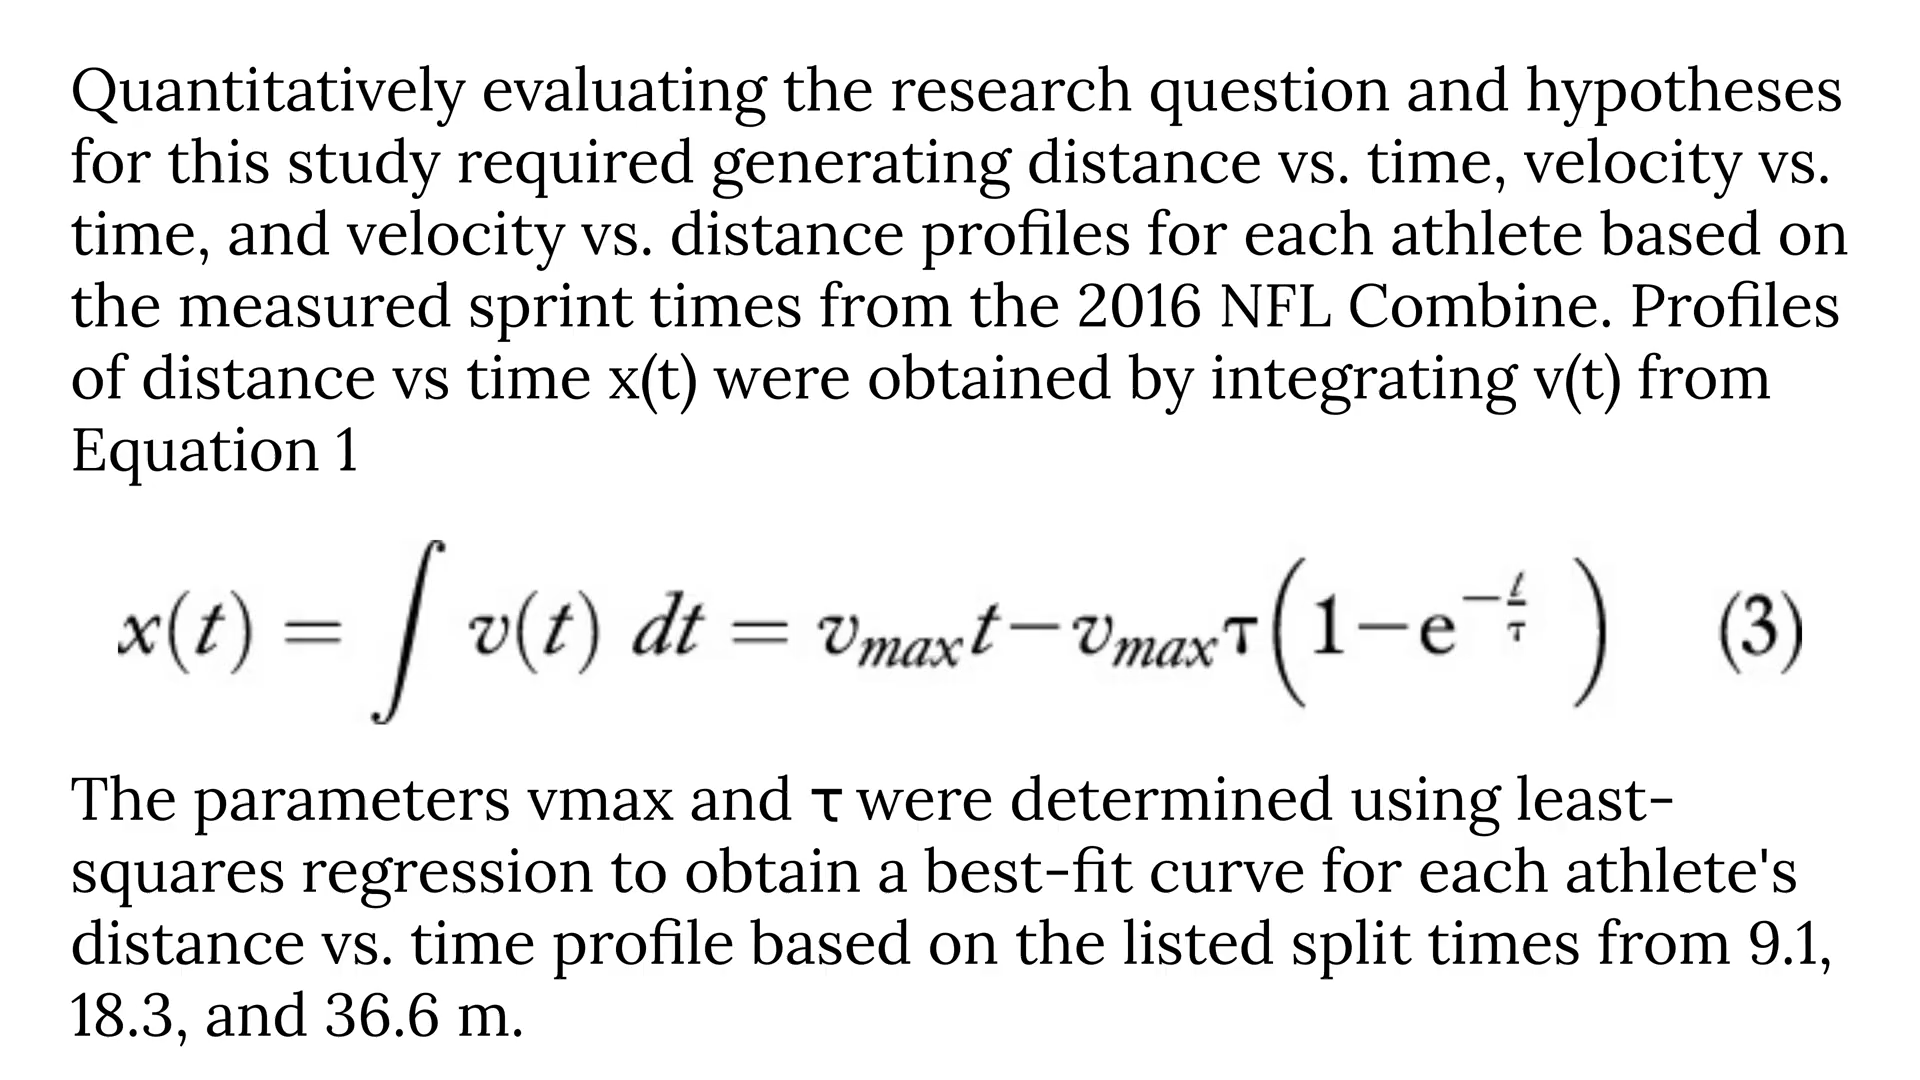 Quantitatively evaluating the research question and hypotheses
for this study required generating distance vs. time, velocity vs.
time, and velocity vs. distance profiles for each athlete based on
the measured sprint times from the 2016 NFL Combine. Profiles
of distance vs time x(t) were obtained by integrating v(t) from
Equation 1
x(t) = ∫ v(t) dt = v_max t − v_max τ(1 − e^(−t/τ)) (3)
The parameters vmax and τ were determined using least-
squares regression to obtain a best-fit curve for each athlete's
distance vs. time profile based on the listed split times from 9.1,
18.3, and 36.6 m.